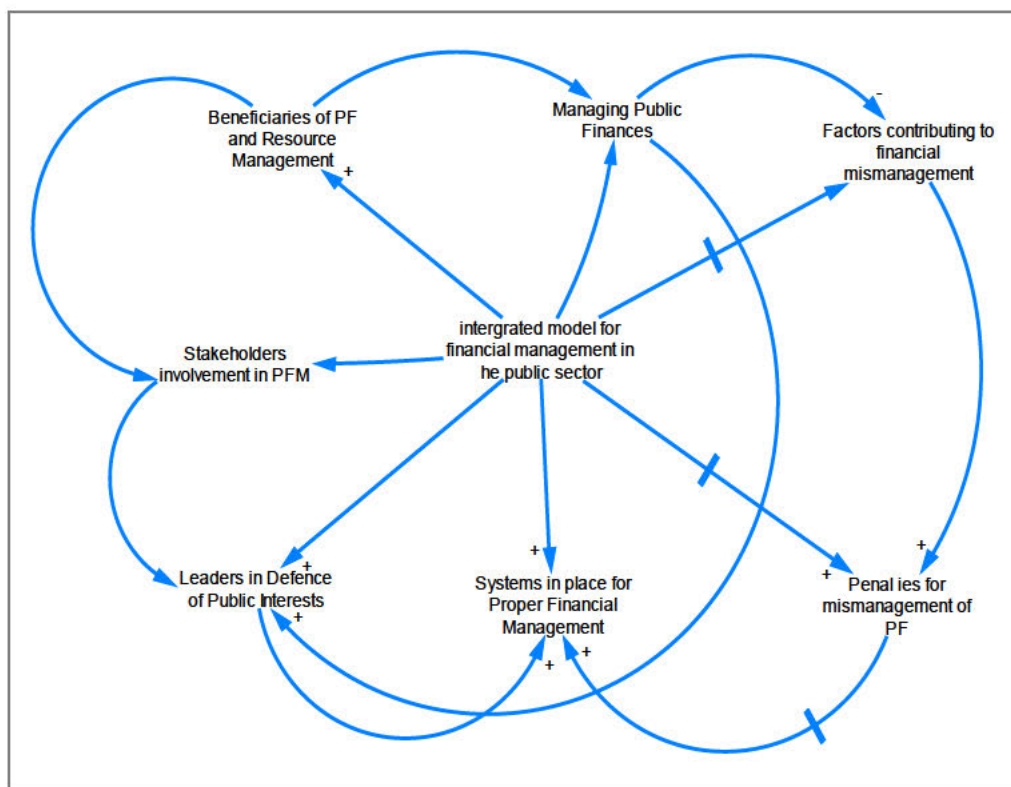 Beneficiaries of PF
and Resource
Management
+
Managing Public
Finances
-
Factors contributing to
financial
mismanagement
intergrated model for
financial management in
he public sector
Stakeholders
involvement in PFM
+
Leaders in Defence
of Public Interests
+
+
Systems in place for
Proper Financial
Management
+
+
+
+
Penal ies for
mismanagement of
PF